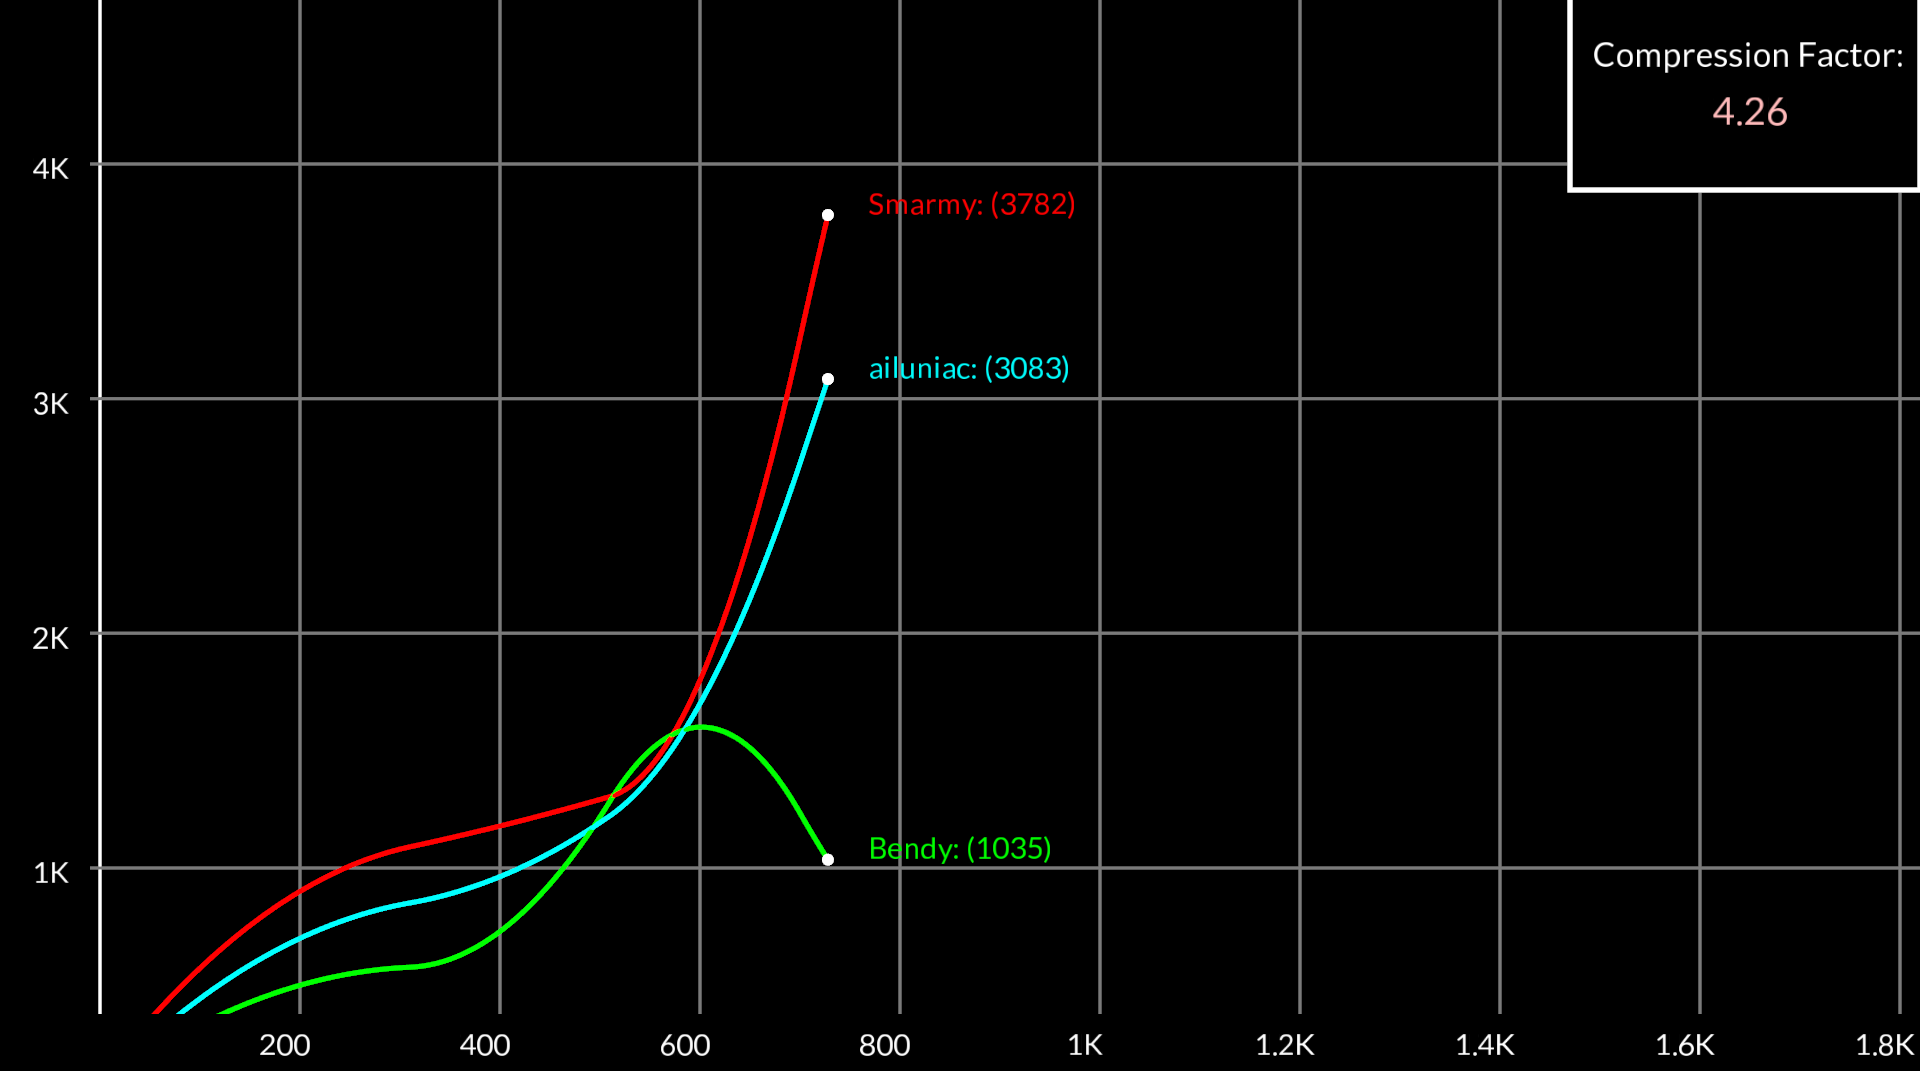 Compression Factor:
4.26
4K
Smarmy: (3782)
ailuniac: (3083)
3K
2K
Bendy: (1035)
1K
200 400 600 800 1K 1.2K 1.4K 1.6K 1.8K